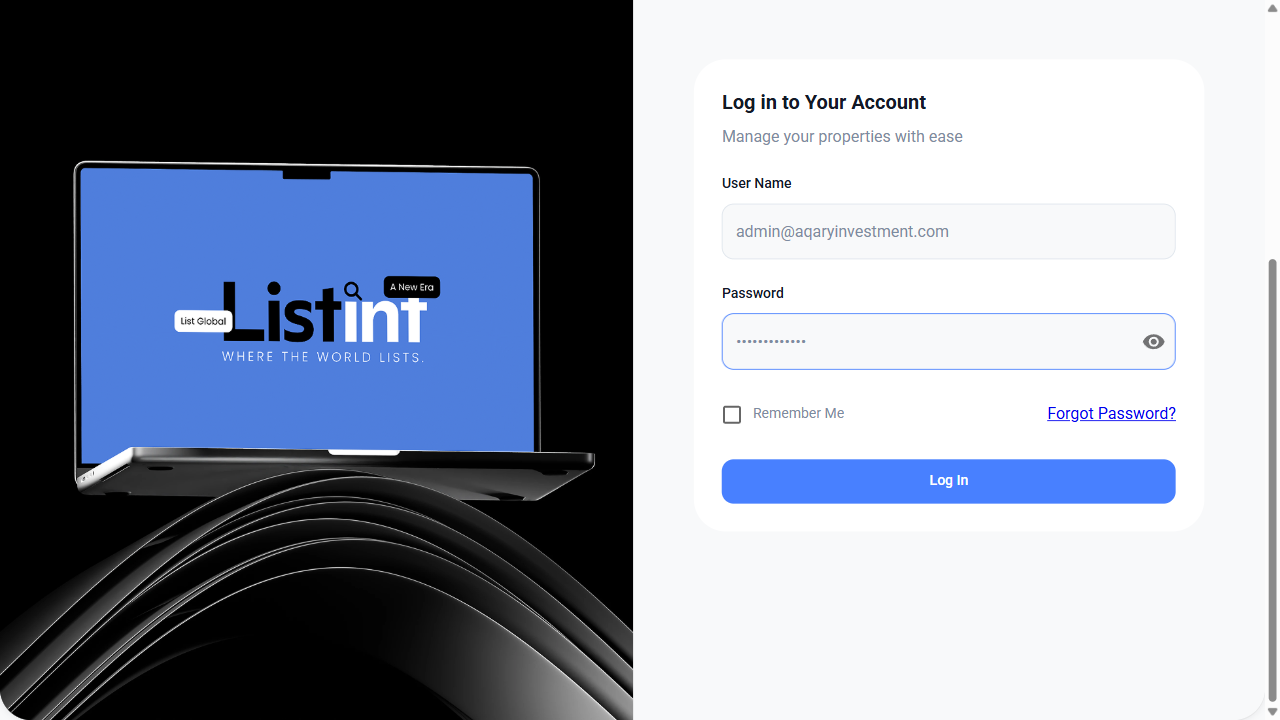 A New Era
List Global
Listint
WHERE THE WORLD LISTS.
Log in to Your Account
Manage your properties with ease
User Name
admin@aqaryinvestment.com
Password
•••••••••••••
Remember Me
Forgot Password?
Log In